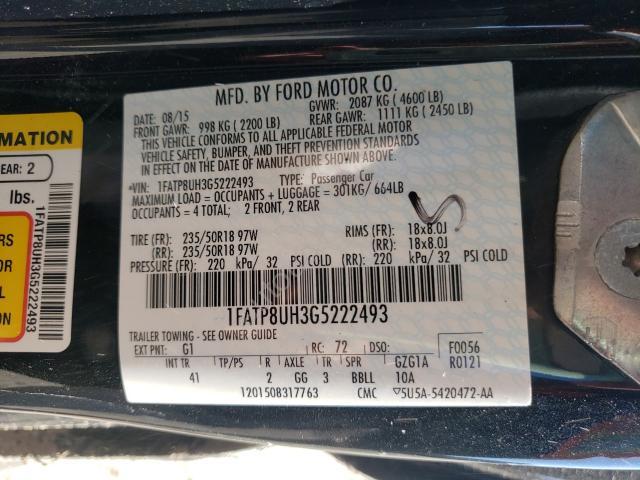 MFD. BY FORD MOTOR CO.
DATE: 08/15 GVWR: 2087 KG (4600 LB)
FRONT GAWR: 998 KG (2200 LB) REAR GAWR: 1111 KG (2450 LB)
THIS VEHICLE CONFORMS TO ALL APPLICABLE FEDERAL MOTOR
VEHICLE SAFETY, BUMPER, AND THEFT PREVENTION STANDARDS
IN EFFECT ON THE DATE OF MANUFACTURE SHOWN ABOVE.
VIN: 1FATP8UH3G5222493 TYPE: Passenger Car
MAXIMUM LOAD = OCCUPANTS + LUGGAGE = 301KG/ 664LB
OCCUPANTS = 4 TOTAL; 2 FRONT, 2 REAR
TIRE (FR): 235/50R18 97W RIMS (FR): 18x8.0J
(RR): 235/50R18 97W (RR): 18x8.0J
PRESSURE (FR): 220 kPa/ 32 PSI COLD (RR): 220 kPa/ 32 PSI COLD
1FATP8UH3G5222493
TRAILER TOWING - SEE OWNER GUIDE
EXT PNT: G1 RC: 72 DSO: F0056
INT TR TP/PS R AXLE TR SPR GZG1A R0121
41 2 GG 3 BBLL 10A
1201508317763 CMC 5U5A-5420472-AA
RMATION
EAR: 2
lbs.
ERS
OR
L
S
1FATP8UH3G5222493